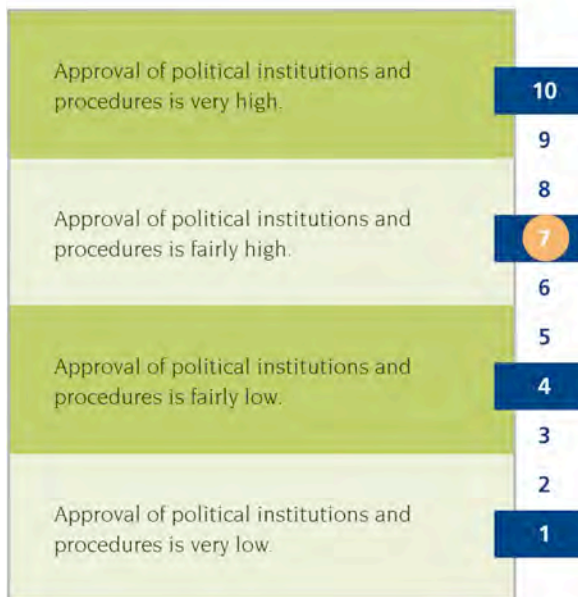 Approval of political institutions and
procedures is very high.
10
9
8
Approval of political institutions and
procedures is fairly high.
7
6
5
Approval of political institutions and
procedures is fairly low.
4
3
2
Approval of political institutions and
procedures is very low.
1